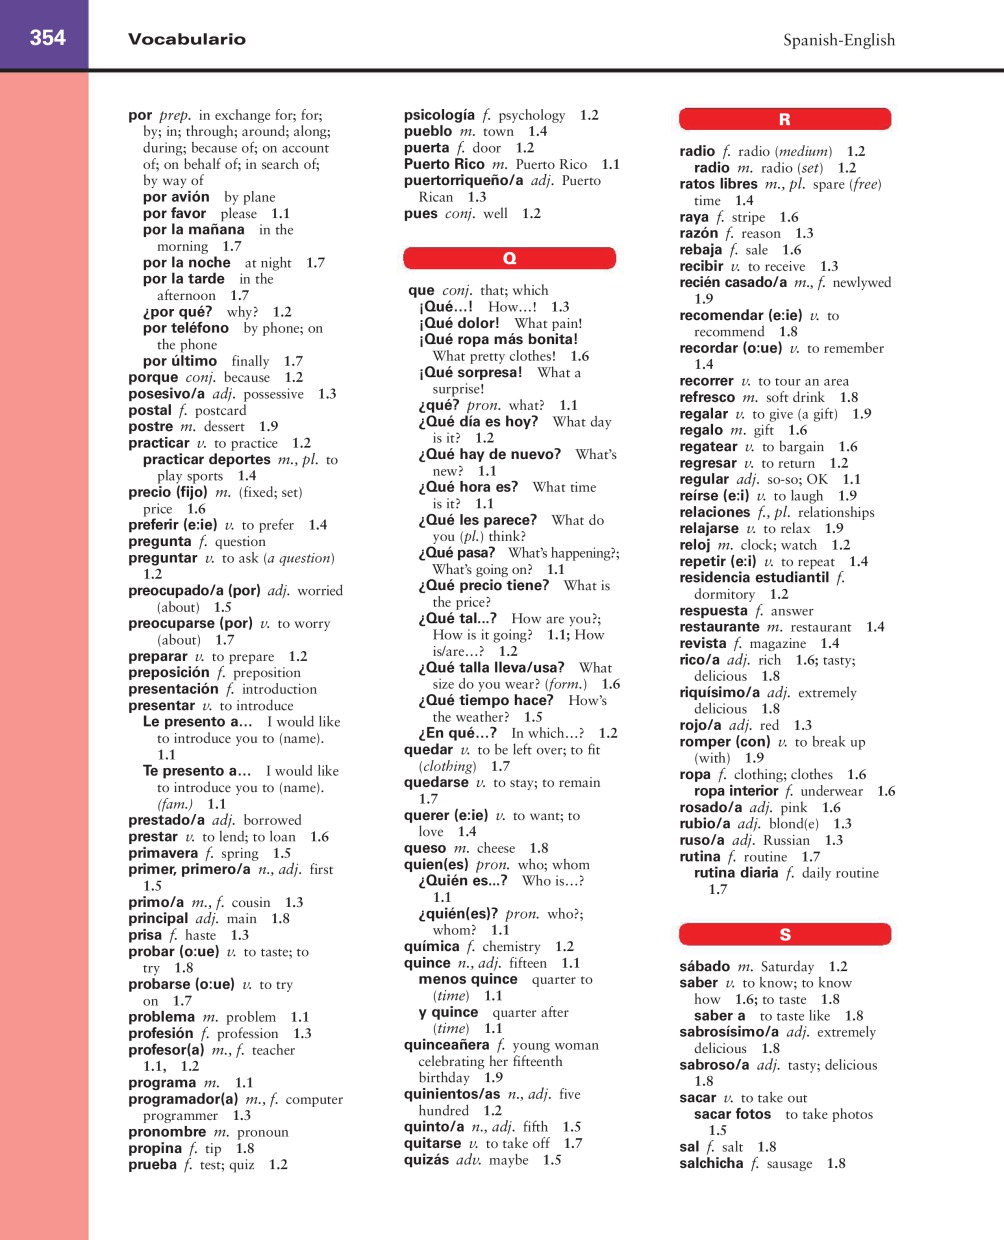 354
Vocabulario
Spanish-English
por prep. in exchange for; for;
by; in; through; around; along;
during; because of; on account
of; on behalf of; in search of;
by way of
por avión by plane
por favor please 1.1
por la mañana in the
morning 1.7
por la noche at night 1.7
por la tarde in the
afternoon 1.7
¿por qué? why? 1.2
por teléfono by phone; on
the phone
por último finally 1.7
porque conj. because 1.2
posesivo/a adj. possessive 1.3
postal f. postcard
postre m. dessert 1.9
practicar v. to practice 1.2
practicar deportes m., pl. to
play sports 1.4
precio (fijo) m. (fixed; set)
price 1.6
preferir (e:ie) v. to prefer 1.4
pregunta f. question
preguntar v. to ask (a question)
1.2
preocupado/a (por) adj. worried
(about) 1.5
preocuparse (por) v. to worry
(about) 1.7
preparar v. to prepare 1.2
preposición f. preposition
presentación f. introduction
presentar v. to introduce
Le presento a… I would like
to introduce you to (name).
1.1
Te presento a… I would like
to introduce you to (name).
(fam.) 1.1
prestado/a adj. borrowed
prestar v. to lend; to loan 1.6
primavera f. spring 1.5
primer, primero/a n., adj. first
1.5
primo/a m., f. cousin 1.3
principal adj. main 1.8
prisa f. haste 1.3
probar (o:ue) v. to taste; to
try 1.8
probarse (o:ue) v. to try
on 1.7
problema m. problem 1.1
profesión f. profession 1.3
profesor(a) m., f. teacher
1.1, 1.2
programa m. 1.1
programador(a) m., f. computer
programmer 1.3
pronombre m. pronoun
propina f. tip 1.8
prueba f. test; quiz 1.2
psicología f. psychology 1.2
pueblo m. town 1.4
puerta f. door 1.2
Puerto Rico m. Puerto Rico 1.1
puertorriqueño/a adj. Puerto
Rican 1.3
pues conj. well 1.2
Q
que conj. that; which
¡Qué…! How…! 1.3
¡Qué dolor! What pain!
¡Qué ropa más bonita!
What pretty clothes! 1.6
¡Qué sorpresa! What a
surprise!
¿qué? pron. what? 1.1
¿Qué día es hoy? What day
is it? 1.2
¿Qué hay de nuevo? What's
new? 1.1
¿Qué hora es? What time
is it? 1.1
¿Qué les parece? What do
you (pl.) think?
¿Qué pasa? What's happening?;
What's going on? 1.1
¿Qué precio tiene? What is
the price?
¿Qué tal...? How are you?;
How is it going? 1.1; How
is/are…? 1.2
¿Qué talla lleva/usa? What
size do you wear? (form.) 1.6
¿Qué tiempo hace? How's
the weather? 1.5
¿En qué…? In which…? 1.2
quedar v. to be left over; to fit
(clothing) 1.7
quedarse v. to stay; to remain
1.7
querer (e:ie) v. to want; to
love 1.4
queso m. cheese 1.8
quien(es) pron. who; whom
¿Quién es...? Who is…?
1.1
¿quién(es)? pron. who?;
whom? 1.1
química f. chemistry 1.2
quince n., adj. fifteen 1.1
menos quince quarter to
(time) 1.1
y quince quarter after
(time) 1.1
quinceañera f. young woman
celebrating her fifteenth
birthday 1.9
quinientos/as n., adj. five
hundred 1.2
quinto/a n., adj. fifth 1.5
quitarse v. to take off 1.7
quizás adv. maybe 1.5
R
radio f. radio (medium) 1.2
radio m. radio (set) 1.2
ratos libres m., pl. spare (free)
time 1.4
raya f. stripe 1.6
razón f. reason 1.3
rebaja f. sale 1.6
recibir v. to receive 1.3
recién casado/a m., f. newlywed
1.9
recomendar (e:ie) v. to
recommend 1.8
recordar (o:ue) v. to remember
1.4
recorrer v. to tour an area
refresco m. soft drink 1.8
regalar v. to give (a gift) 1.9
regalo m. gift 1.6
regatear v. to bargain 1.6
regresar v. to return 1.2
regular adj. so-so; OK 1.1
reírse (e:i) v. to laugh 1.9
relaciones f., pl. relationships
relajarse v. to relax 1.9
reloj m. clock; watch 1.2
repetir (e:i) v. to repeat 1.4
residencia estudiantil f.
dormitory 1.2
respuesta f. answer
restaurante m. restaurant 1.4
revista f. magazine 1.4
rico/a adj. rich 1.6; tasty;
delicious 1.8
riquísimo/a adj. extremely
delicious 1.8
rojo/a adj. red 1.3
romper (con) v. to break up
(with) 1.9
ropa f. clothing; clothes 1.6
ropa interior f. underwear 1.6
rosado/a adj. pink 1.6
rubio/a adj. blond(e) 1.3
ruso/a adj. Russian 1.3
rutina f. routine 1.7
rutina diaria f. daily routine
1.7
S
sábado m. Saturday 1.2
saber v. to know; to know
how 1.6; to taste 1.8
saber a to taste like 1.8
sabrosísimo/a adj. extremely
delicious 1.8
sabroso/a adj. tasty; delicious
1.8
sacar v. to take out
sacar fotos to take photos
1.5
sal f. salt 1.8
salchicha f. sausage 1.8